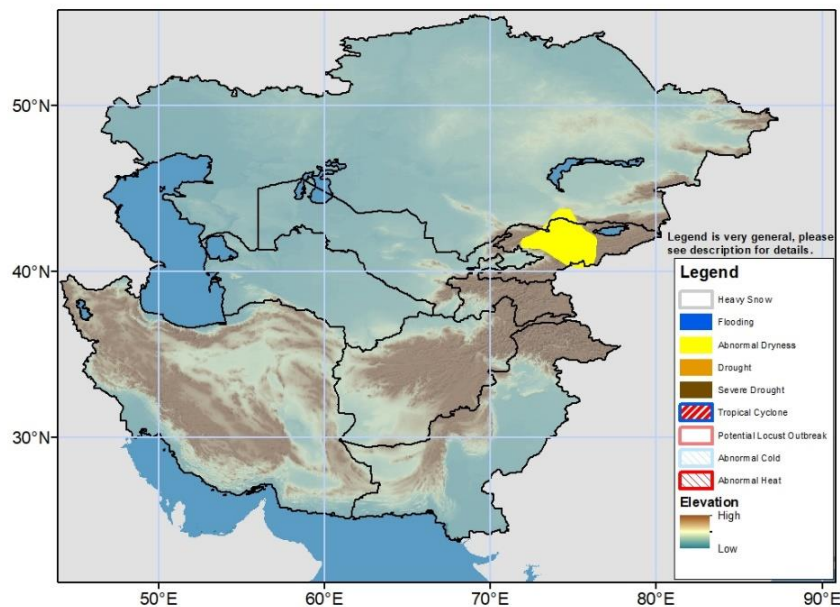 50°N
40°N
30°N
50°E
60°E
70°E
80°E
90°E
Legend is very general, please
see description for details.
Legend
Heavy Snow
Flooding
Abnormal Dryness
Drought
Severe Drought
Tropical Cyclone
Potential Locust Outbreak
Abnormal Cold
Abnormal Heat
Elevation
High
Low